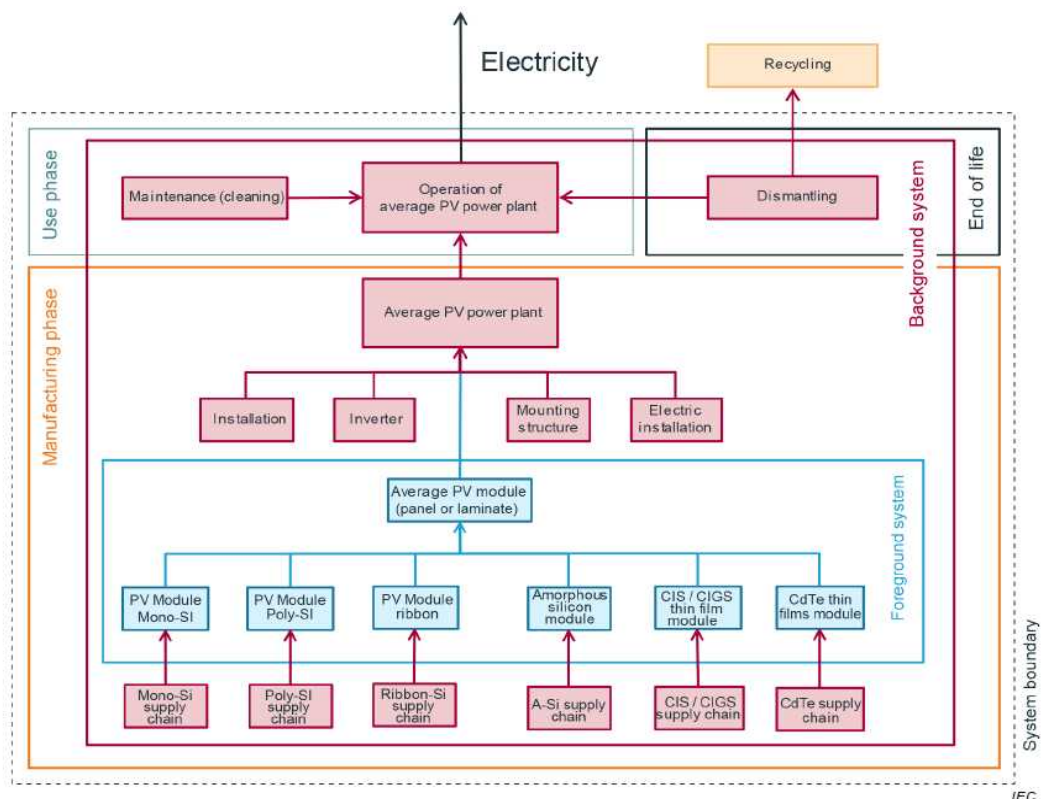 Electricity
Recycling
Use phase
Maintenance (cleaning)
Operation of
average PV power plant
Dismantling
End of life
Background system
Manufacturing phase
Average PV power plant
Installation
Inverter
Mounting
structure
Electric
installation
Average PV module
(panel or laminate)
Foreground system
PV Module
Mono-SI
PV Module
Poly-SI
PV Module
ribbon
Amorphous
silicon
module
CIS / CIGS
thin film
module
CdTe thin
films module
Mono-Si
supply
chain
Poly-SI
supply
chain
Ribbon-Si
supply
chain
A-Si supply
chain
CIS / CIGS
supply chain
CdTe supply
chain
System boundary
IEC